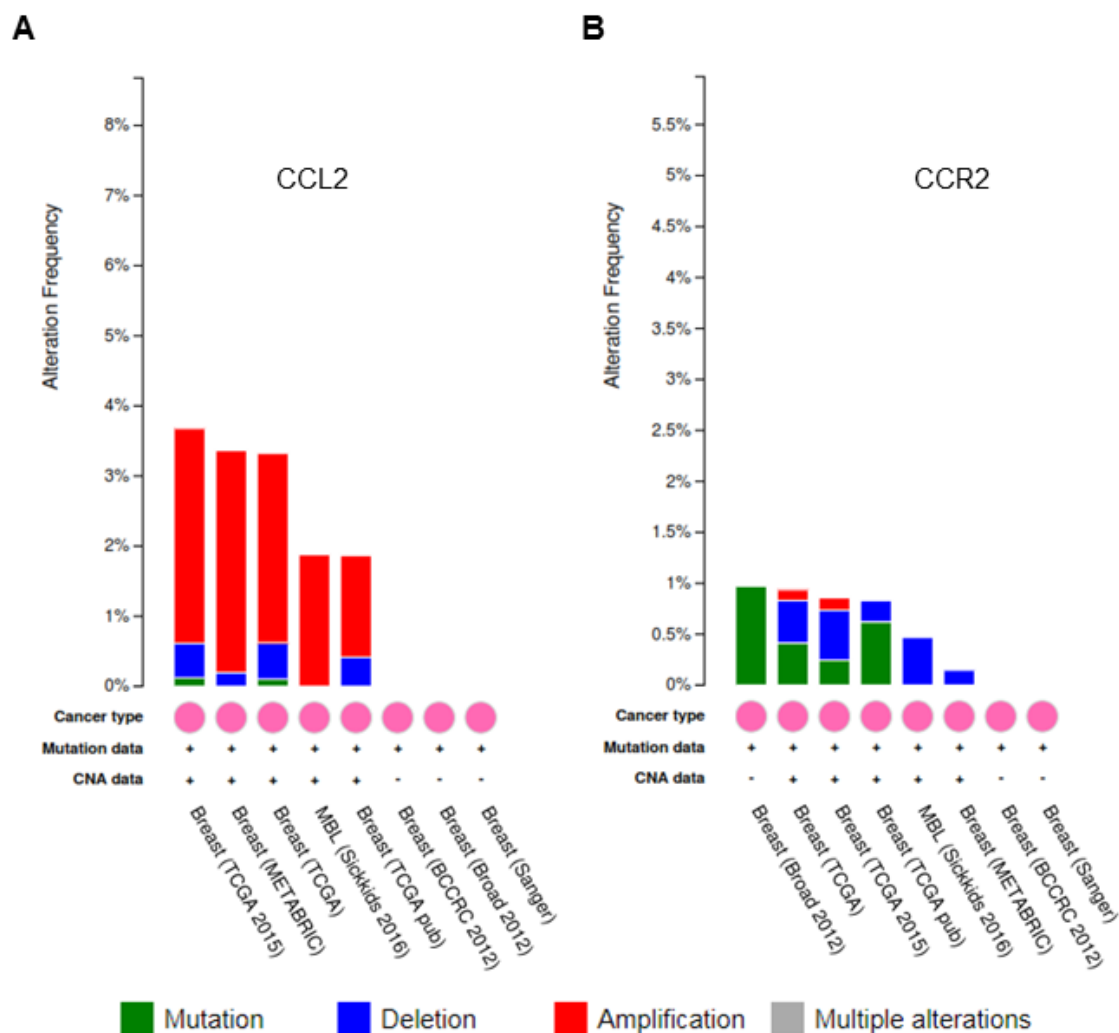 A
B
8%
7%
6%
5%
4%
3%
2%
1%
0%
Alteration Frequency
CCL2
Cancer type
Mutation data + + + + + + + +
CNA data + + + + + - - -
Breast (TCGA 2015)
Breast (METABRIC)
Breast (TCGA)
MBL (Sickkids 2016)
Breast (TCGA pub)
Breast (BCCRC 2012)
Breast (Broad 2012)
Breast (Sanger)
5.5%
5%
4.5%
4%
3.5%
3%
2.5%
2%
1.5%
1%
0.5%
0%
Alteration Frequency
CCR2
Cancer type
Mutation data + + + + + + + +
CNA data - + + + + + - -
Breast (Broad 2012)
Breast (TCGA)
Breast (TCGA 2015)
Breast (TCGA pub)
MBL (Sickkids 2016)
Breast (METABRIC)
Breast (BCCRC 2012)
Breast (Sanger)
Mutation
Deletion
Amplification
Multiple alterations